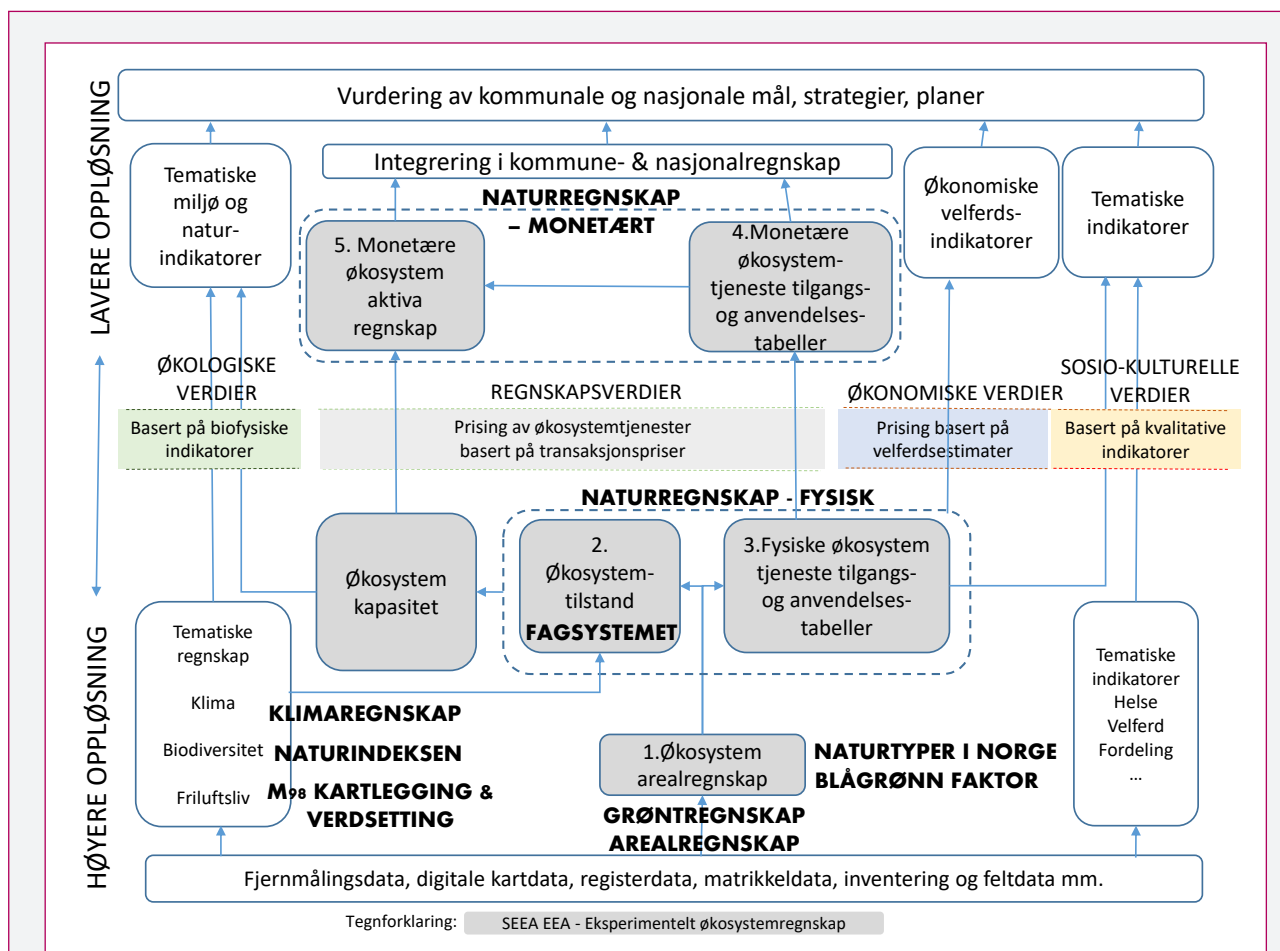 LAVERE OPPLØSNING
HØYERE OPPLØSNING
Vurdering av kommunale og nasjonale mål, strategier, planer
Tematiske
miljø og
natur-
indikatorer
Integrering i kommune- & nasjonalregnskap
Økonomiske
velferds-
indikatorer
Tematiske
indikatorer
NATURREGNSKAP
– MONETÆRT
5. Monetære
økosystem
aktiva
regnskap
4.Monetære
økosystem-
tjeneste tilgangs-
og anvendelses-
tabeller
ØKOLOGISKE
VERDIER
REGNSKAPSVERDIER
ØKONOMISKE VERDIER
SOSIO-KULTURELLE
VERDIER
Basert på biofysiske
indikatorer
Prising av økosystemtjenester
basert på transaksjonspriser
Prising basert på
velferdsestimater
Basert på kvalitative
indikatorer
NATURREGNSKAP - FYSISK
Økosystem
kapasitet
2.
Økosystem-
tilstand
FAGSYSTEMET
3.Fysiske økosystem
tjeneste tilgangs-
og anvendelses-
tabeller
Tematiske
regnskap
Klima
Biodiversitet
Friluftsliv
KLIMAREGNSKAP
NATURINDEKSEN
M98 KARTLEGGING &
VERDSETTING
1.Økosystem
arealregnskap
NATURTYPER I NORGE
BLÅGRØNN FAKTOR
GRØNTREGNSKAP
AREALREGNSKAP
Tematiske
indikatorer
Helse
Velferd
Fordeling
...
Fjernmålingsdata, digitale kartdata, registerdata, matrikkeldata, inventering og feltdata mm.
Tegnforklaring: SEEA EEA - Eksperimentelt økosystemregnskap